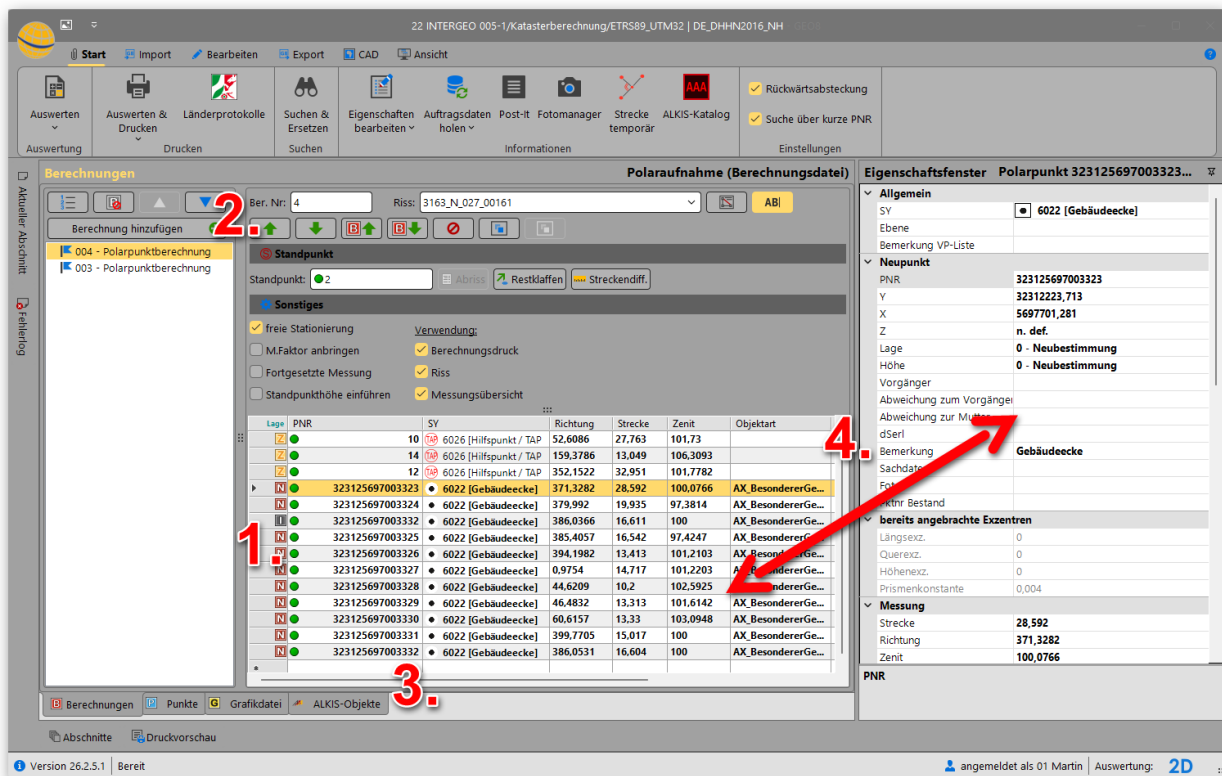 22 INTERGEO 005-1/Katasterberechnung/ETRS89_UTM32 | DE_DHHN2016_NH
Start Import Bearbeiten Export CAD Ansicht
Auswerten
Auswertung
Auswerten & Drucken
Länderprotokolle
Drucken
Suchen & Ersetzen
Suchen
Eigenschaften bearbeiten
Auftragsdaten holen
Post-It
Fotomanager
Strecke temporär
AAA
ALKIS-Katalog
Informationen
Rückwärtsabsteckung
Suche über kurze PNR
Einstellungen
Aktueller Abschnitt
Fehlerlog
Berechnungen
Polaraufnahme (Berechnungsdatei)
Berechnung hinzufügen
004 - Polarpunktberechnung
003 - Polarpunktberechnung
2.
Ber. Nr: 4 Riss: 3163_N_027_00161 AB|
Standpunkt
Standpunkt: 2 Abriss Restklaffen Streckendiff.
Sonstiges
freie Stationierung Verwendung:
M.Faktor anbringen Berechnungsdruck
Fortgesetzte Messung Riss
Standpunkthöhe einführen Messungsübersicht
Lage PNR SY Richtung Strecke Zenit Objektart
Z 10 TAP 6026 [Hilfspunkt / TAP 52,6086 27,763 101,73
Z 14 TAP 6026 [Hilfspunkt / TAP 159,3786 13,049 106,3093
Z 12 TAP 6026 [Hilfspunkt / TAP 352,1522 32,951 101,7782
N 323125697003323 6022 [Gebäudeecke] 371,3282 28,592 100,0766 AX_BesondererGe...
N 323125697003324 6022 [Gebäudeecke] 379,992 19,935 97,3814 AX_BesondererGe...
I 323125697003332 6022 [Gebäudeecke] 386,0366 16,611 100 AX_BesondererGe...
N 323125697003325 6022 [Gebäudeecke] 385,4057 16,542 97,4247 AX_BesondererGe...
N 323125697003326 6022 [Gebäudeecke] 394,1982 13,413 101,2103 AX_BesondererGe...
N 323125697003327 6022 [Gebäudeecke] 0,9754 14,717 101,2203 AX_BesondererGe...
N 323125697003328 6022 [Gebäudeecke] 44,6209 10,2 102,5925
N 323125697003329 6022 [Gebäudeecke] 46,4832 13,313 101,6142 AX_BesondererGe...
N 323125697003330 6022 [Gebäudeecke] 60,6157 13,33 103,0948 AX_BesondererGe...
N 323125697003331 6022 [Gebäudeecke] 399,7705 15,017 100 AX_BesondererGe...
N 323125697003332 6022 [Gebäudeecke] 386,0531 16,604 100 AX_BesondererGe...
1.
3.
4.
Eigenschaftsfenster Polarpunkt 323125697003323...
Allgemein
SY 6022 [Gebäudeecke]
Ebene
Bemerkung VP-Liste
Neupunkt
PNR 323125697003323
Y 32312223,713
X 5697701,281
Z n. def.
Lage 0 - Neubestimmung
Höhe 0 - Neubestimmung
Vorgänger
Abweichung zum Vorgänger
Abweichung zur
dSerl
Bemerkung Gebäudeecke
Bestand
bereits angebrachte Exzentren
Längsexz. 0
Querexz. 0
Höhenexz. 0
Prismenkonstante 0,004
Messung
Strecke 28,592
Richtung 371,3282
Zenit 100,0766
PNR
Berechnungen Punkte Grafikdatei ALKIS-Objekte
Abschnitte Druckvorschau
Version 26.2.5.1 Bereit
angemeldet als 01 Martin Auswertung: 2D